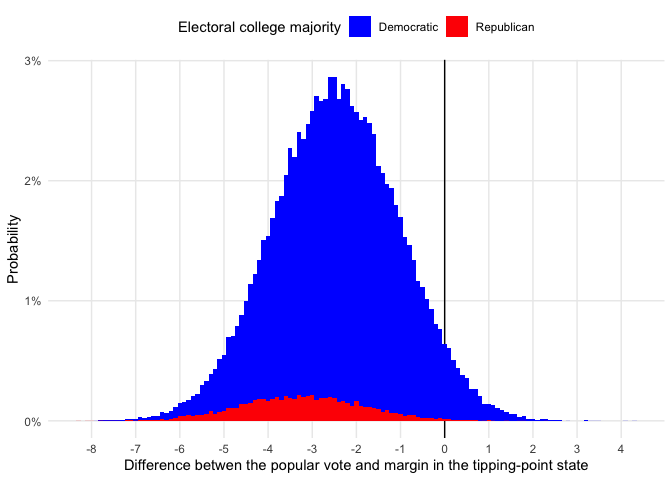 Electoral college majority Democratic Republican
3%
2%
1%
0%
Probability
-8 -7 -6 -5 -4 -3 -2 -1 0 1 2 3 4
Difference betwen the popular vote and margin in the tipping-point state